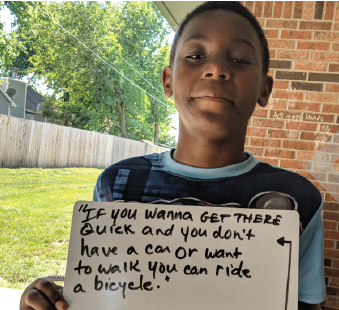 "IF YOU WANNA GET THERE
Quick and you don't
have a car or want
to walk you can ride
a bicycle."